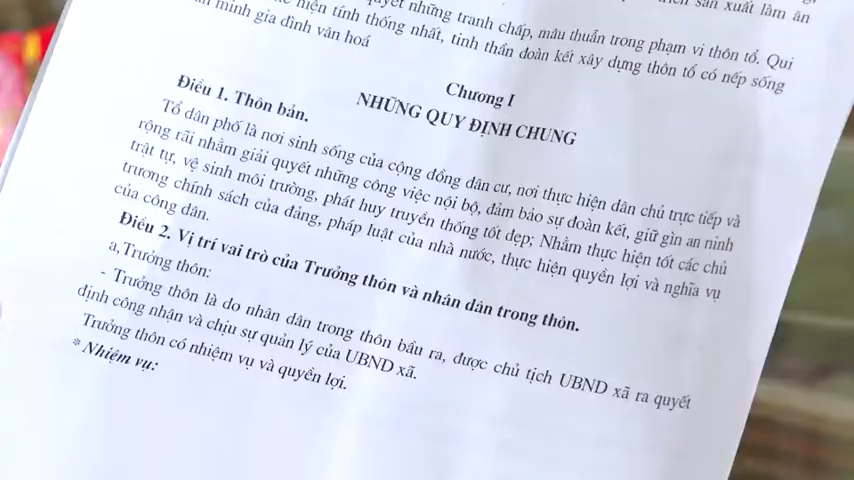 sản xuất làm ăn
hiện tính thống nhất, tinh thần đoàn kết xây dựng thôn tổ có nếp sống
những tranh chấp, mâu thuẫn trong phạm vi thôn tổ. Qui
minh gia đình văn hoá
Chương I
NHỮNG QUY ĐỊNH CHUNG
Điều 1. Thôn bản.
Tổ dân phố là nơi sinh sống của cộng đồng dân cư, nơi thực hiện dân chủ trực tiếp và
rộng rãi nhằm giải quyết những công việc nội bộ, đảm bảo sự đoàn kết, giữ gìn an ninh
trật tự, vệ sinh môi trường, phát huy truyền thống tốt đẹp; Nhằm thực hiện tốt các chủ
trương chính sách của đảng, pháp luật của nhà nước, thực hiện quyền lợi và nghĩa vụ
của công dân.
Điều 2. Vị trí vai trò của Trưởng thôn và nhân dân trong thôn.
a, Trưởng thôn:
- Trưởng thôn là do nhân dân trong thôn bầu ra, được chủ tịch UBND xã ra quyết
định công nhận và chịu sự quản lý của UBND xã.
Trưởng thôn có nhiệm vụ và quyền lợi.
* Nhiệm vụ: